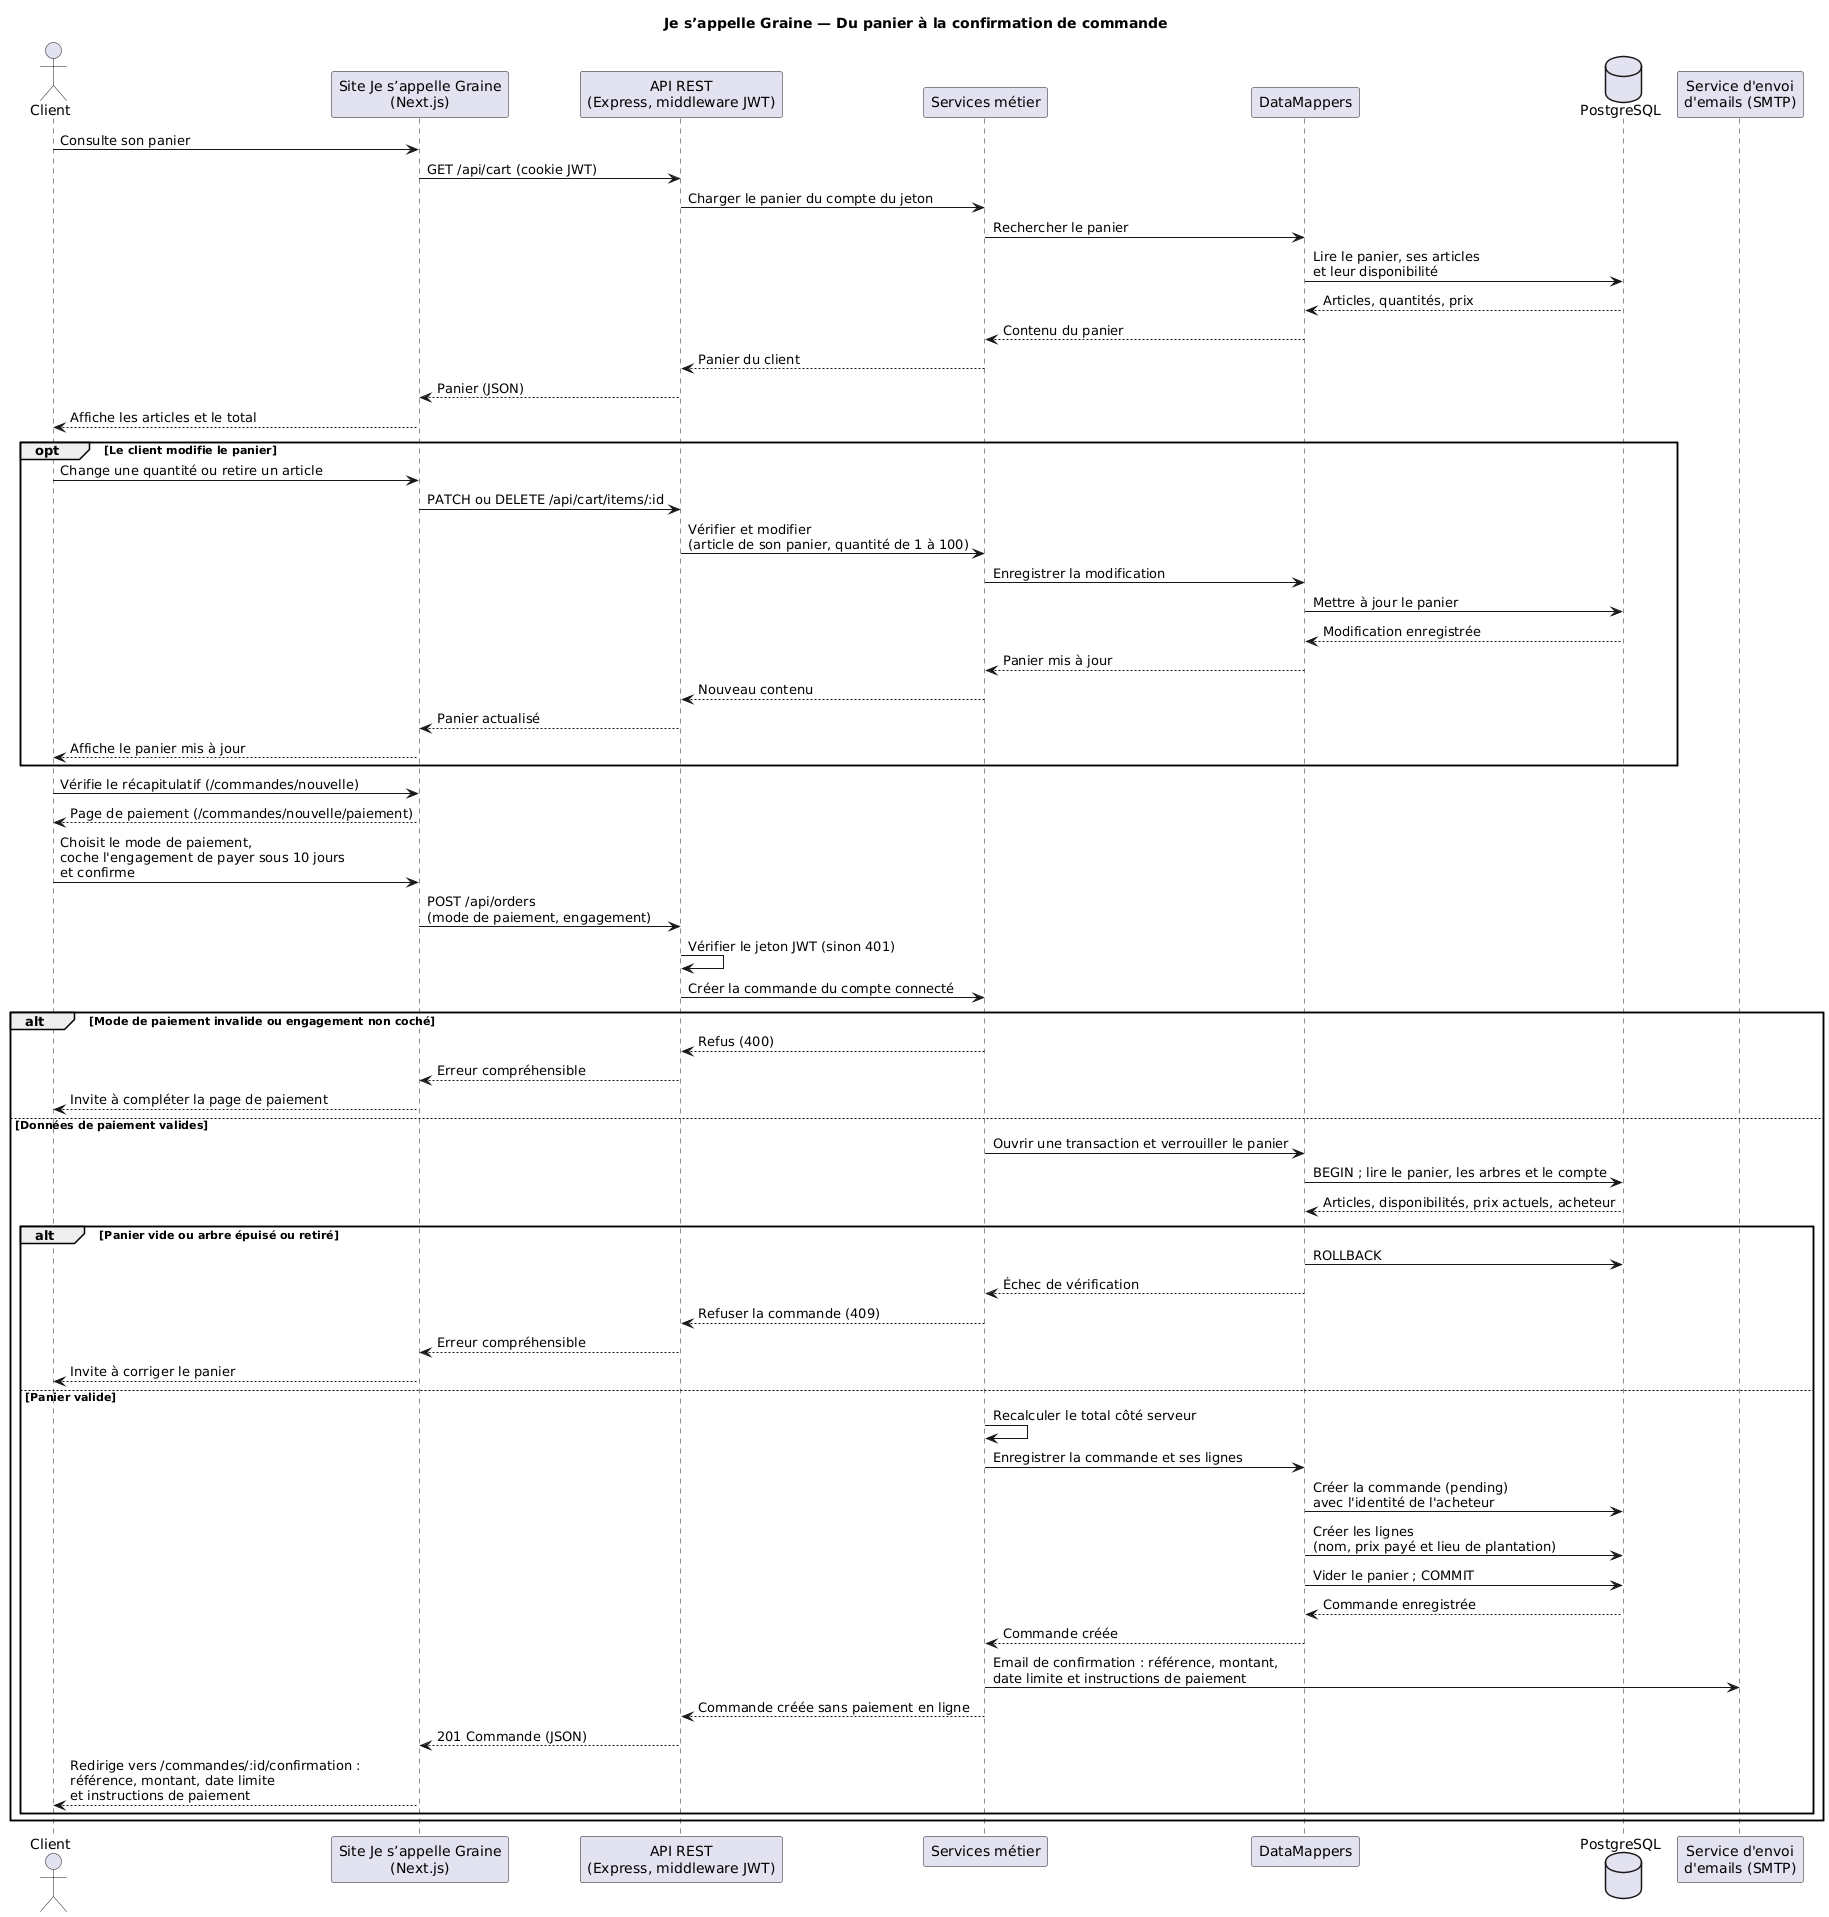 Je s’appelle Graine — Du panier à la confirmation de commande
Client
Site Je s’appelle Graine
(Next.js)
API REST
(Express, middleware JWT)
Services métier
DataMappers
PostgreSQL
Service d'envoi
d'emails (SMTP)
Consulte son panier
GET /api/cart (cookie JWT)
Charger le panier du compte du jeton
Rechercher le panier
Lire le panier, ses articles
et leur disponibilité
Articles, quantités, prix
Contenu du panier
Panier du client
Panier (JSON)
Affiche les articles et le total
opt [Le client modifie le panier]
Change une quantité ou retire un article
PATCH ou DELETE /api/cart/items/:id
Vérifier et modifier
(article de son panier, quantité de 1 à 100)
Enregistrer la modification
Mettre à jour le panier
Modification enregistrée
Panier mis à jour
Nouveau contenu
Panier actualisé
Affiche le panier mis à jour
Vérifie le récapitulatif (/commandes/nouvelle)
Page de paiement (/commandes/nouvelle/paiement)
Choisit le mode de paiement,
coche l'engagement de payer sous 10 jours
et confirme
POST /api/orders
(mode de paiement, engagement)
Vérifier le jeton JWT (sinon 401)
Créer la commande du compte connecté
alt [Mode de paiement invalide ou engagement non coché]
Refus (400)
Erreur compréhensible
Invite à compléter la page de paiement
[Données de paiement valides]
Ouvrir une transaction et verrouiller le panier
BEGIN ; lire le panier, les arbres et le compte
Articles, disponibilités, prix actuels, acheteur
alt [Panier vide ou arbre épuisé ou retiré]
ROLLBACK
Échec de vérification
Refuser la commande (409)
Erreur compréhensible
Invite à corriger le panier
[Panier valide]
Recalculer le total côté serveur
Enregistrer la commande et ses lignes
Créer la commande (pending)
avec l'identité de l'acheteur
Créer les lignes
(nom, prix payé et lieu de plantation)
Vider le panier ; COMMIT
Commande enregistrée
Commande créée
Email de confirmation : référence, montant,
date limite et instructions de paiement
Commande créée sans paiement en ligne
201 Commande (JSON)
Redirige vers /commandes/:id/confirmation :
référence, montant, date limite
et instructions de paiement
Client
Site Je s’appelle Graine
(Next.js)
API REST
(Express, middleware JWT)
Services métier
DataMappers
PostgreSQL
Service d'envoi
d'emails (SMTP)